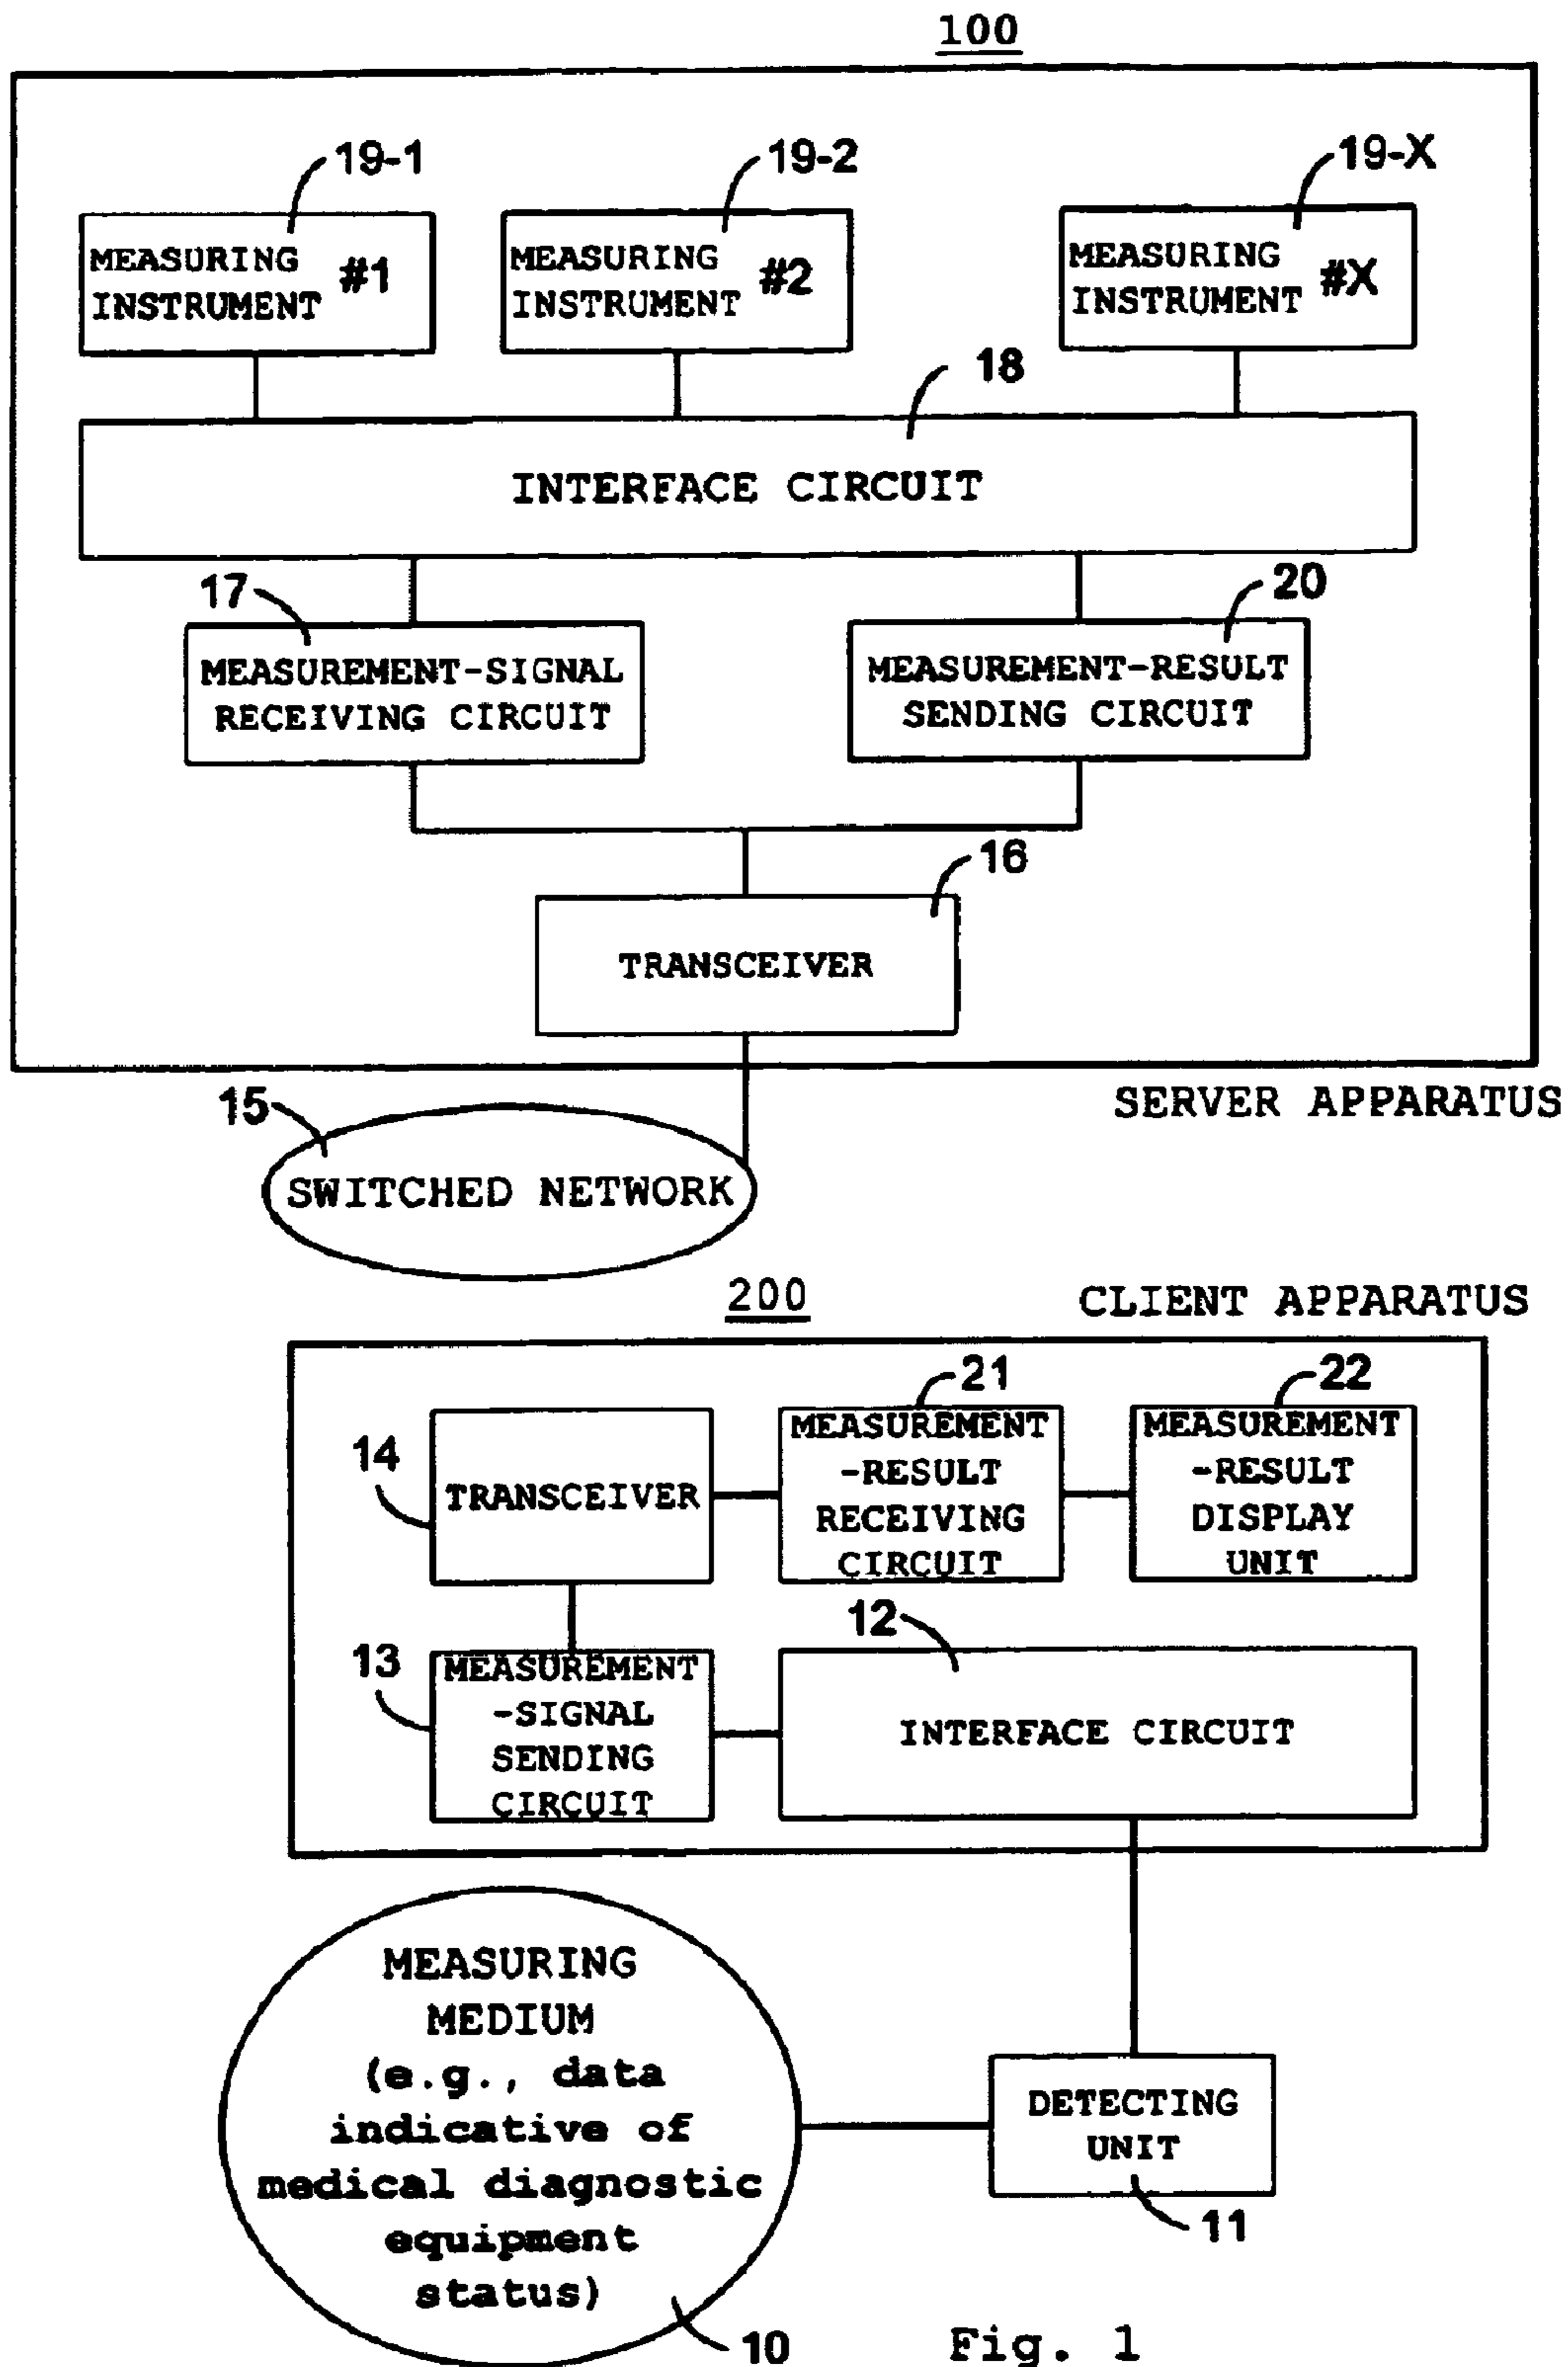 100
19-1
19-2
19-X
MEASURING
INSTRUMENT #1
MEASURING
INSTRUMENT #2
MEASURING
INSTRUMENT #X
18
INTERFACE CIRCUIT
17
20
MEASUREMENT-SIGNAL
RECEIVING CIRCUIT
MEASUREMENT-RESULT
SENDING CIRCUIT
16
TRANSCEIVER
SERVER APPARATUS
15
SWITCHED NETWORK
200
CLIENT APPARATUS
14
TRANSCEIVER
21
MEASUREMENT
-RESULT
RECEIVING
CIRCUIT
22
MEASUREMENT
-RESULT
DISPLAY
UNIT
13
MEASUREMENT
-SIGNAL
SENDING
CIRCUIT
12
INTERFACE CIRCUIT
MEASURING
MEDIUM
(e.g., data
indicative of
medical diagnostic
equipment
status)
10
DETECTING
UNIT
11
Fig. 1